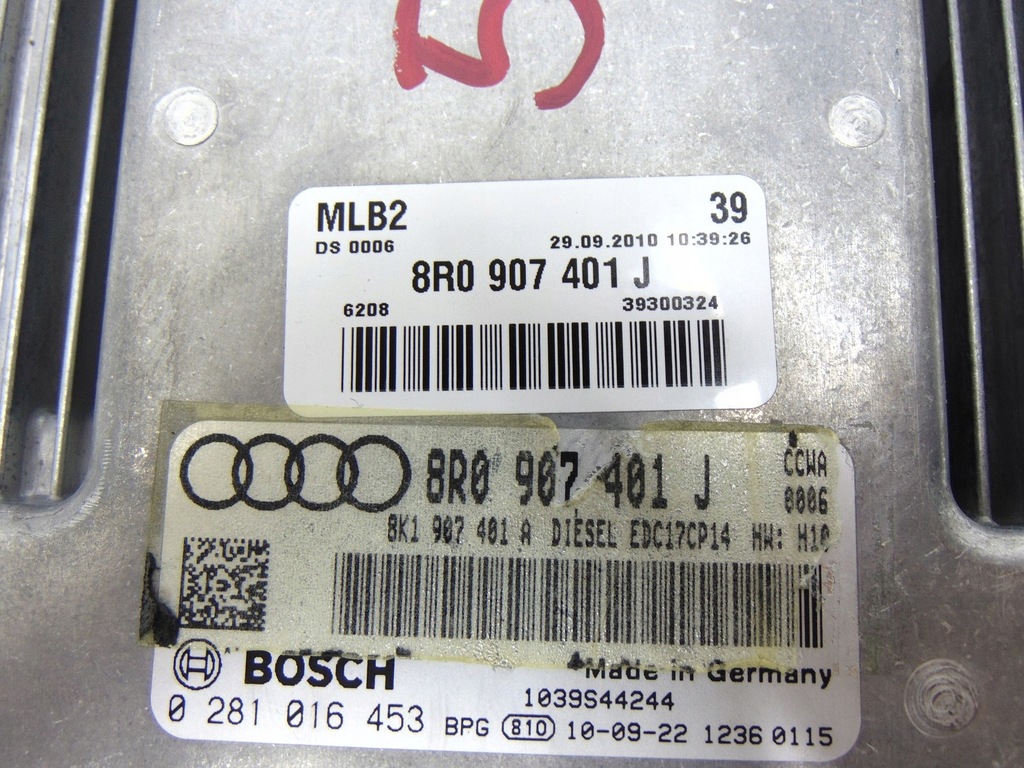 5
MLB2 39
DS 0006 29.09.2010 10:39:26
8R0 907 401 J
6208 39300324
8R0 907 401 J CCWA
0006
8K1 907 401 A DIESEL EDC17CP14 HW: H10
BOSCH Made in Germany
1039S44244
0 281 016 453 BPG 810 10-09-22 1236 0115